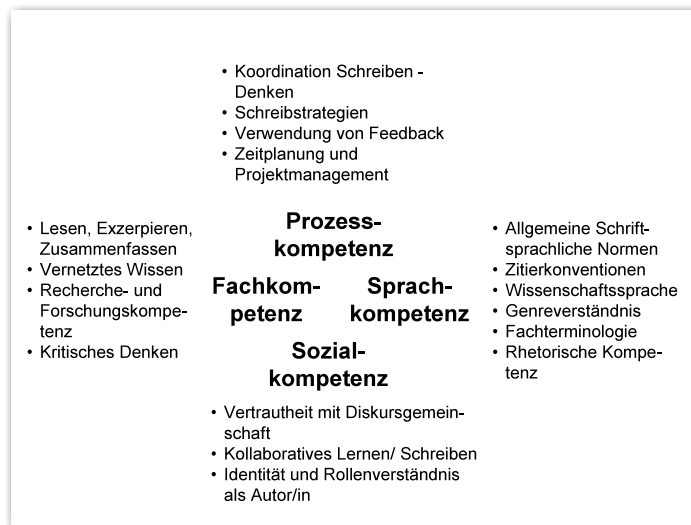 • Koordination Schreiben -
Denken
• Schreibstrategien
• Verwendung von Feedback
• Zeitplanung und
Projektmanagement
• Lesen, Exzerpieren,
Zusammenfassen
• Vernetztes Wissen
• Recherche- und
Forschungskompe-
tenz
• Kritisches Denken
Prozess-
kompetenz
Fachkom-
petenz
Sprach-
kompetenz
Sozial-
kompetenz
• Allgemeine Schrift-
sprachliche Normen
• Zitierkonventionen
• Wissenschaftssprache
• Genreverständnis
• Fachterminologie
• Rhetorische Kompe-
tenz
• Vertrautheit mit Diskursgemein-
schaft
• Kollaboratives Lernen/ Schreiben
• Identität und Rollenverständnis
als Autor/in